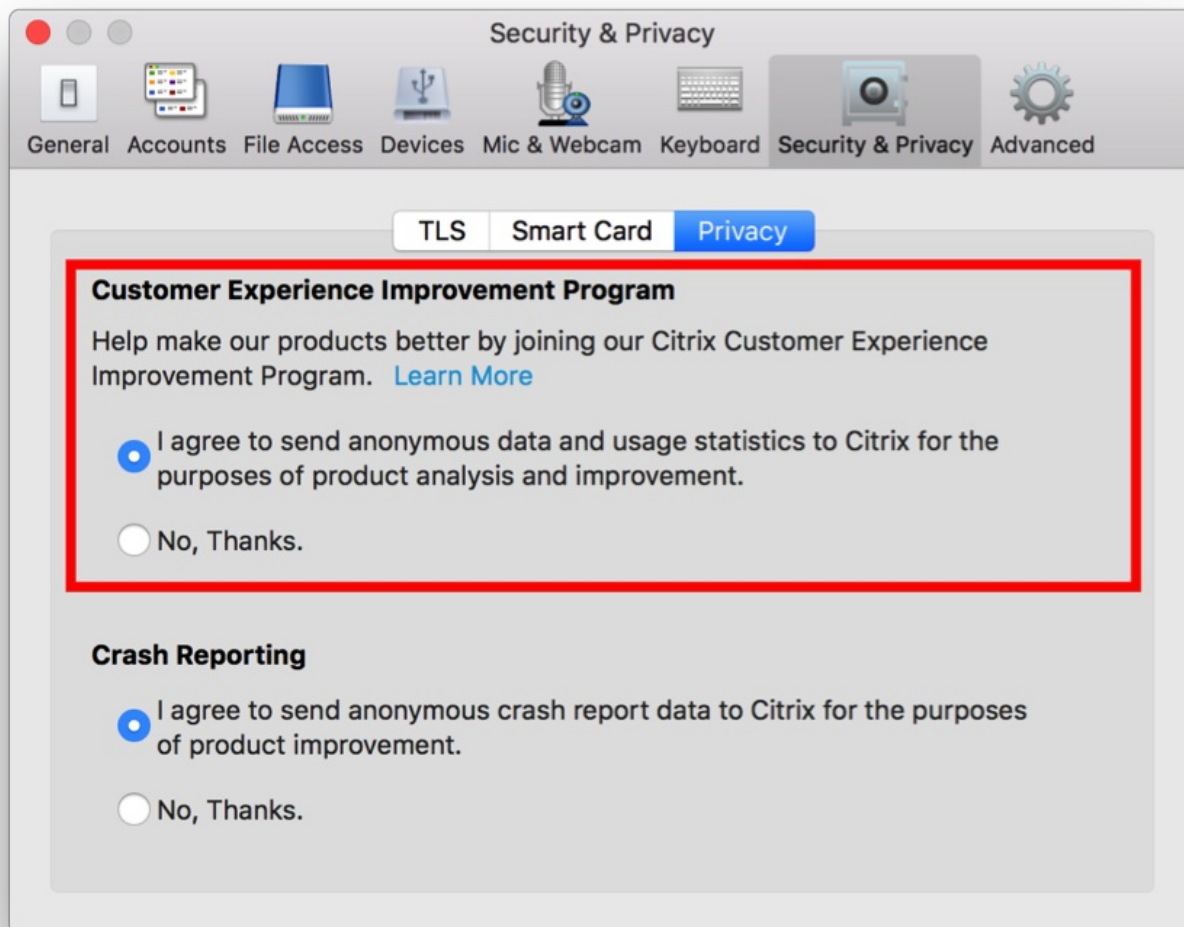 Security & Privacy
General Accounts File Access Devices Mic & Webcam Keyboard Security & Privacy Advanced
TLS Smart Card Privacy
Customer Experience Improvement Program
Help make our products better by joining our Citrix Customer Experience
Improvement Program. Learn More
I agree to send anonymous data and usage statistics to Citrix for the
purposes of product analysis and improvement.
No, Thanks.
Crash Reporting
I agree to send anonymous crash report data to Citrix for the purposes
of product improvement.
No, Thanks.